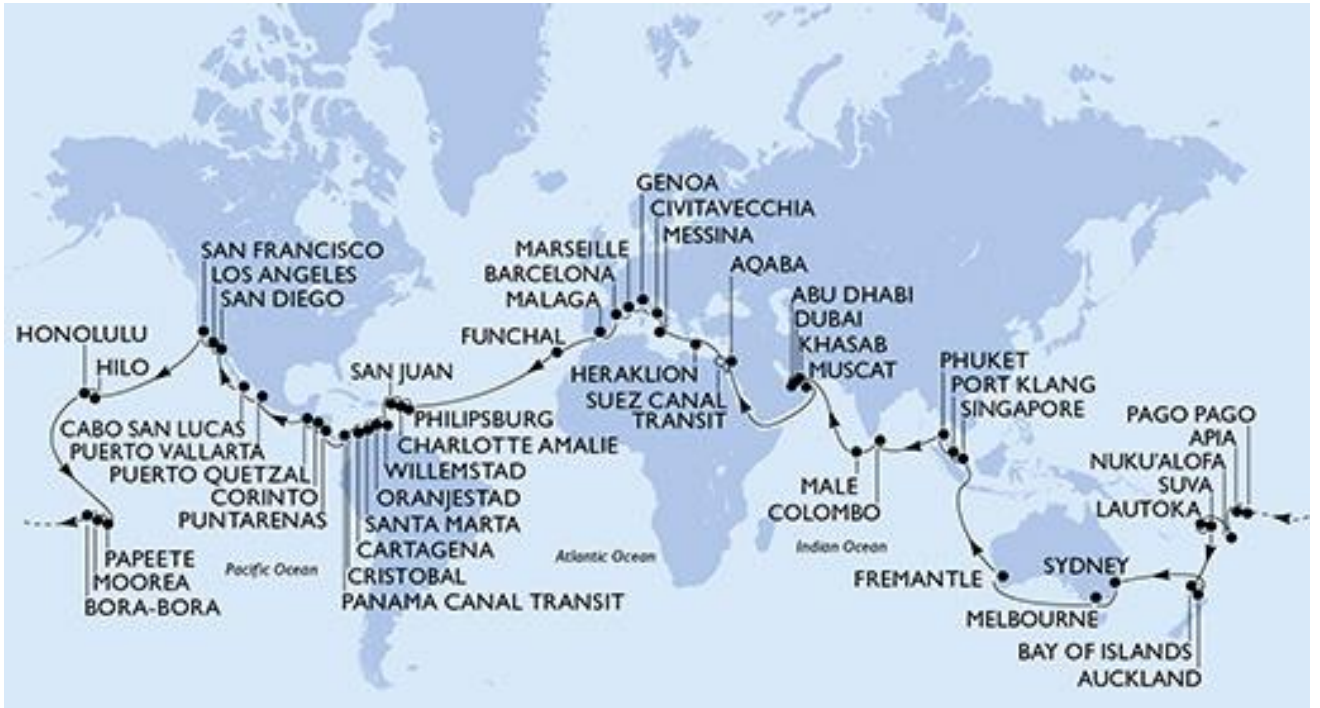 GENOA
CIVITAVECCHIA
MESSINA
MARSEILLE
BARCELONA
MALAGA
AQABA
SAN FRANCISCO
LOS ANGELES
SAN DIEGO
ABU DHABI
DUBAI
KHASAB
MUSCAT
HONOLULU
HILO
FUNCHAL
SAN JUAN
HERAKLION
SUEZ CANAL
TRANSIT
PHUKET
PORT KLANG
SINGAPORE
PHILIPSBURG
CHARLOTTE AMALIE
WILLEMSTAD
ORANJESTAD
SANTA MARTA
CARTAGENA
CRISTOBAL
PANAMA CANAL TRANSIT
CABO SAN LUCAS
PUERTO VALLARTA
PUERTO QUETZAL
CORINTO
PUNTARENAS
PAGO PAGO
APIA
NUKU'ALOFA
SUVA
LAUTOKA
MALE
COLOMBO
PAPEETE
MOOREA
BORA-BORA
Pacific Ocean
Atlantic Ocean
Indian Ocean
FREMANTLE
SYDNEY
MELBOURNE
BAY OF ISLANDS
AUCKLAND